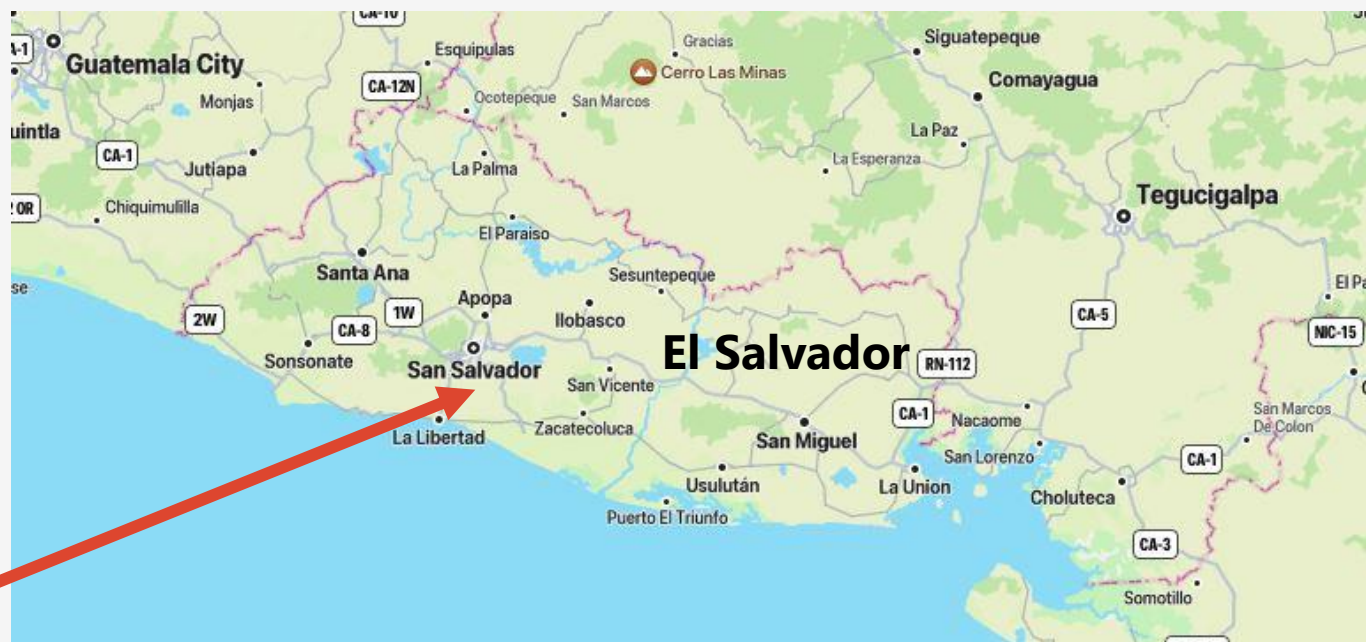 CA-10
A-1
Guatemala City
Esquipulas
Gracias
Cerro Las Minas
Siguatepeque
Comayagua
CA-12N
Monjas
Ocotepeque
San Marcos
uintla
CA-1
Jutiapa
La Palma
La Paz
La Esperanza
Tegucigalpa
OR
Chiquimulilla
El Paraiso
Santa Ana
Sesuntepeque
se
2W
CA-8
1W
Apopa
Ilobasco
CA-5
El Pa
NIC-15
Sonsonate
San Salvador
San Vicente
El Salvador
RN-112
La Libertad
Zacatecoluca
San Miguel
CA-1
Nacaome
San Marcos
De Colon
San Lorenzo
CA-1
Usulután
La Union
Choluteca
Puerto El Triunfo
CA-3
Somotillo